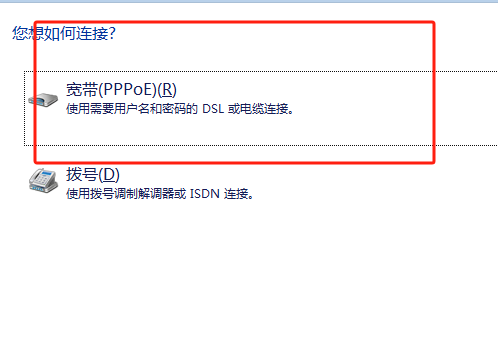 您想如何连接?
宽带(PPPoE)(R)
使用需要用户名和密码的 DSL 或电缆连接。
拨号(D)
使用拨号调制解调器或 ISDN 连接。